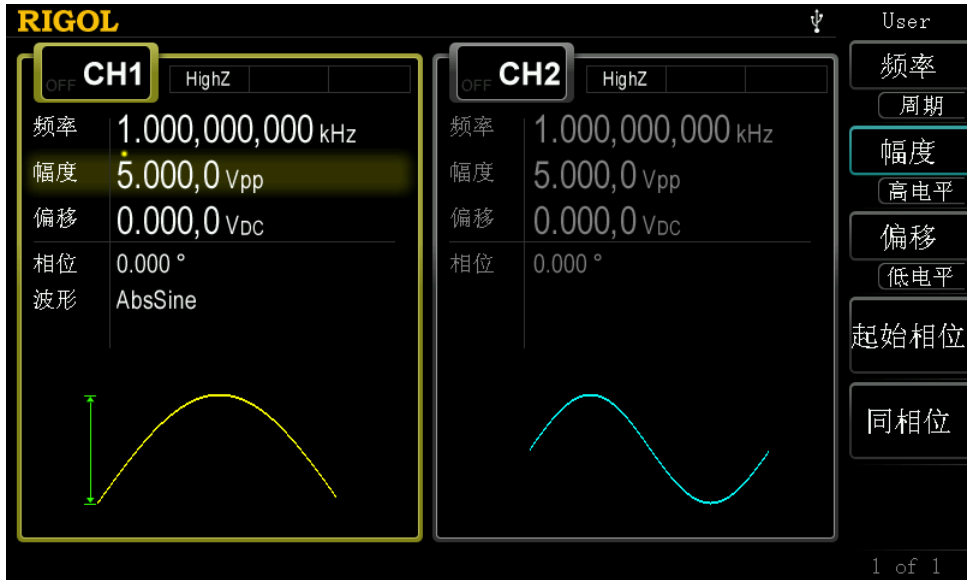 RIGOL
User
OFF CH1 HighZ
频率 1.000,000,000 kHz
幅度 5.000,0 Vpp
偏移 0.000,0 VDC
相位 0.000 °
波形 AbsSine
OFF CH2 HighZ
频率 1.000,000,000 kHz
幅度 5.000,0 Vpp
偏移 0.000,0 VDC
相位 0.000 °
频率
周期
幅度
高电平
偏移
低电平
起始相位
同相位
1 of 1